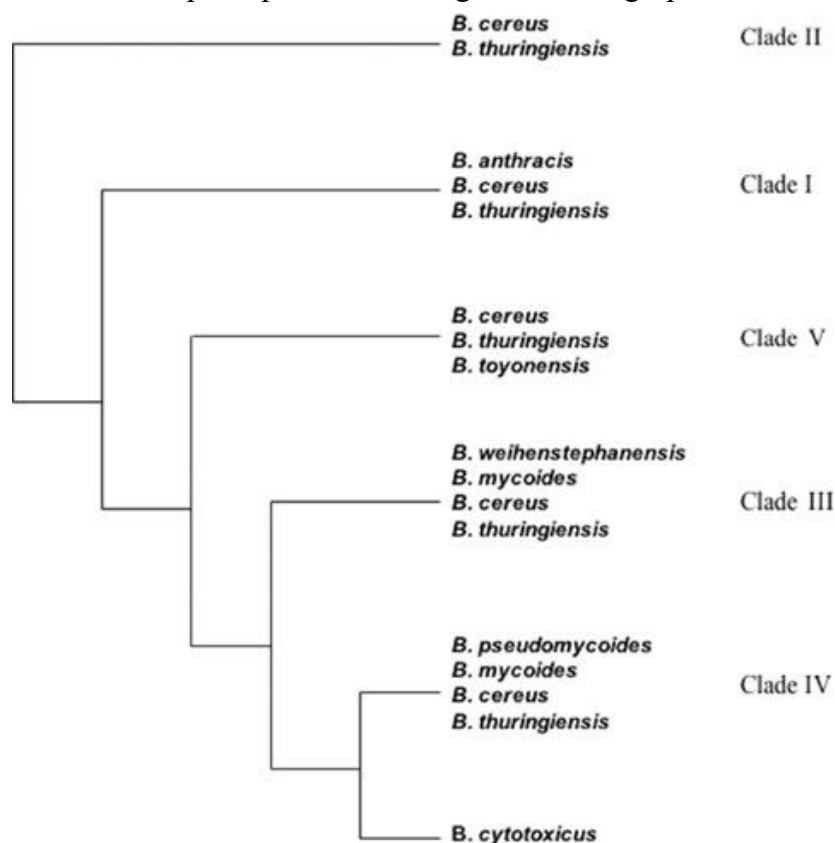 B. cereus
B. thuringiensis
Clade II
B. anthracis
B. cereus
B. thuringiensis
Clade I
B. cereus
B. thuringiensis
B. toyonensis
Clade V
B. weihenstephanensis
B. mycoides
B. cereus
B. thuringiensis
Clade III
B. pseudomycoides
B. mycoides
B. cereus
B. thuringiensis
Clade IV
B. cytotoxicus